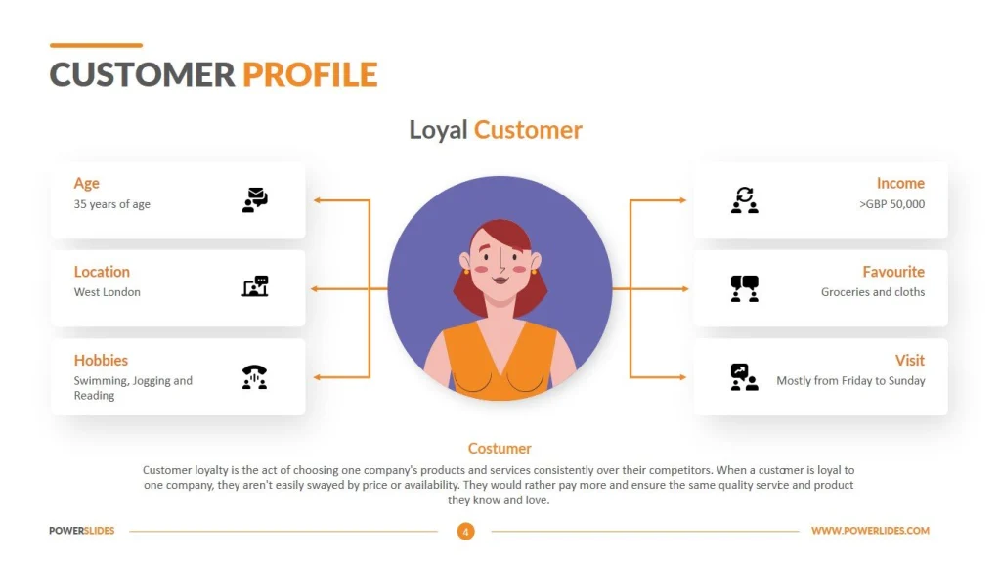 CUSTOMER PROFILE
Loyal Customer
Age
35 years of age
Location
West London
Hobbies
Swimming, Jogging and
Reading
Income
>GBP 50,000
Favourite
Groceries and cloths
Visit
Mostly from Friday to Sunday
Costumer
Customer loyalty is the act of choosing one company's products and services consistently over their competitors. When a customer is loyal to
one company, they aren't easily swayed by price or availability. They would rather pay more and ensure the same quality service and product
they know and love.
POWERSLIDES
4
WWW.POWERLIDES.COM